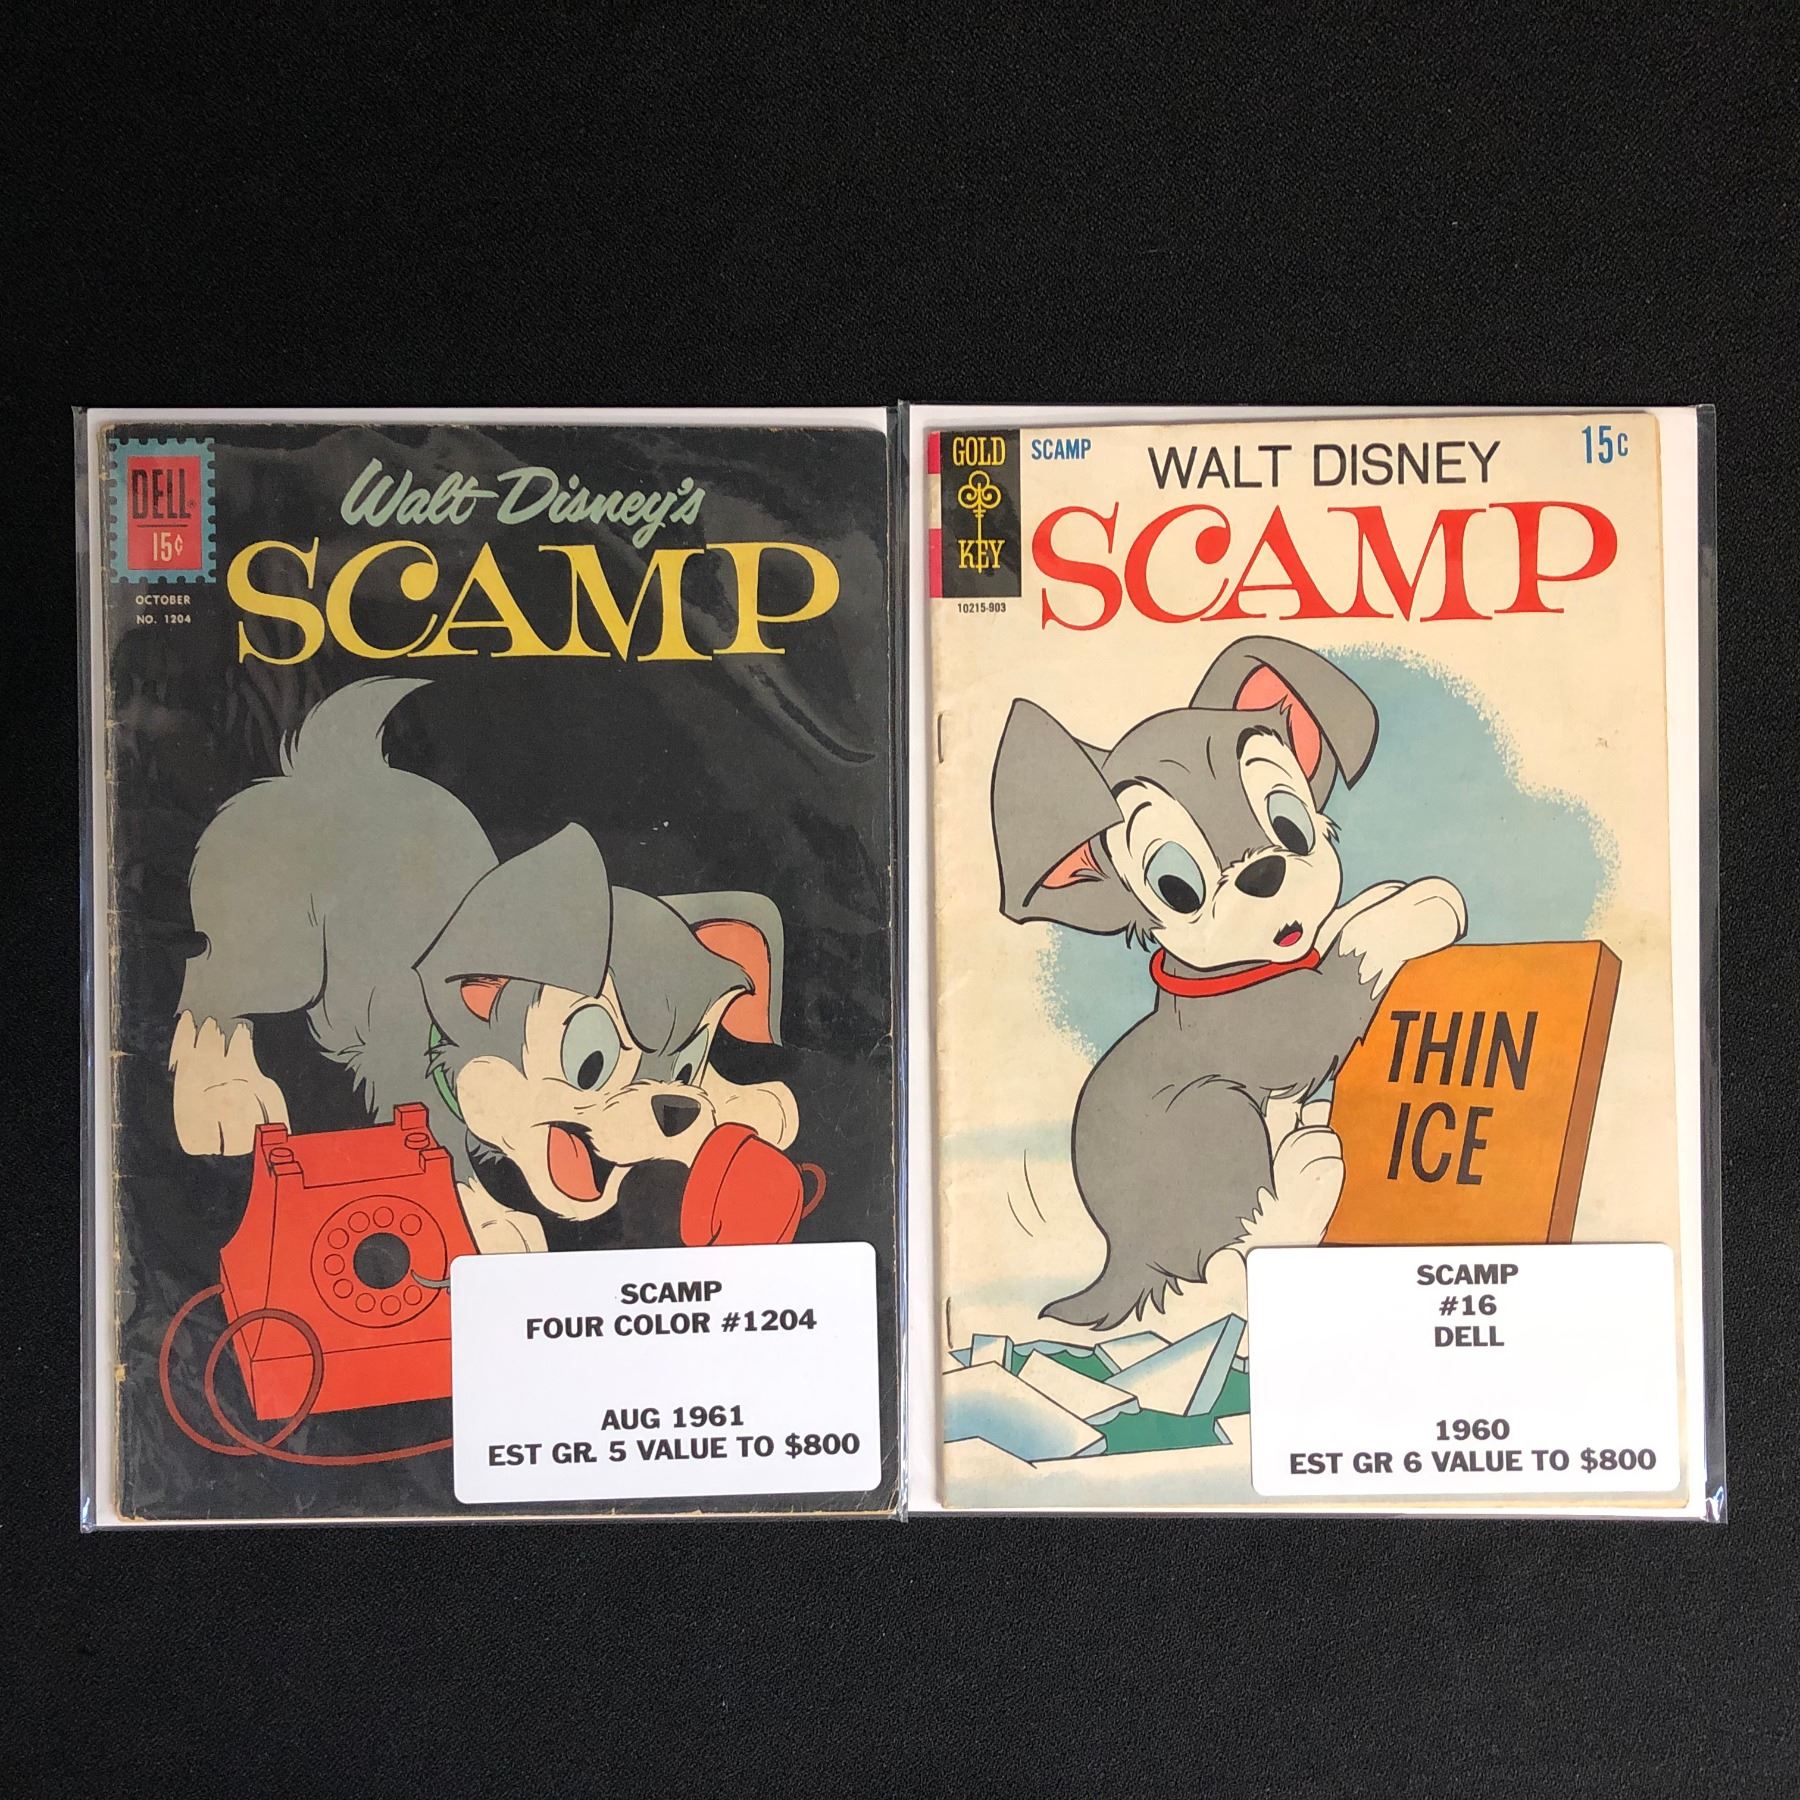 DELL
15¢
OCTOBER
NO. 1204
Walt Disney's
SCAMP
SCAMP
FOUR COLOR #1204
AUG 1961
EST GR. 5 VALUE TO $800
GOLD
KEY
10215-903
SCAMP
WALT DISNEY
15¢
SCAMP
THIN
ICE
SCAMP
#16
DELL
1960
EST GR 6 VALUE TO $800